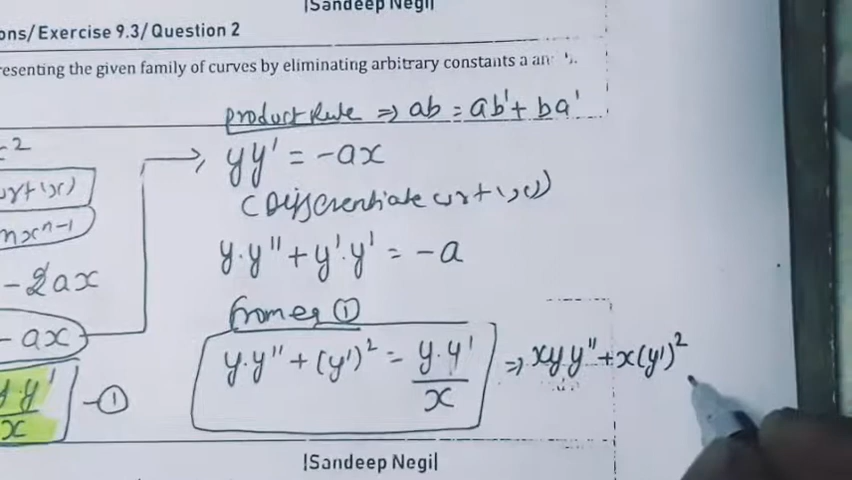 |Sandeep Negi|
ons/ Exercise 9.3/ Question 2
resenting the given family of curves by eliminating arbitrary constants a an
product Rule ⇒ ab = ab' + ba'
yy' = -ax
(Differentiate w.r.t (x))
y.y" + y'.y' = -a
from eq ①
y.y" + (y')² = y.y'/x ⇒ xyy" + x(y')²
nxⁿ⁻¹
-2ax
-ax
y.y'/x -①
|Sandeep Negi|